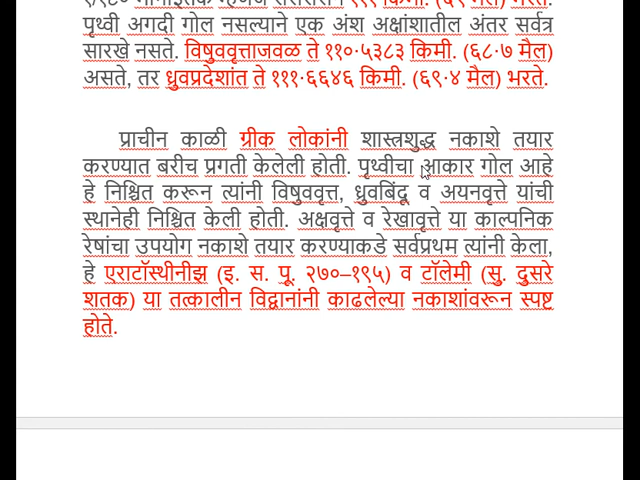 पृथ्वी अगदी गोल नसल्याने एक अंश अक्षांशातील अंतर सर्वत्र
सारखे नसते. विषुववृत्ताजवळ ते ११०·५३८३ किमी. (६८·७ मैल)
असते, तर ध्रुवप्रदेशांत ते १११·६६४६ किमी. (६९·४ मैल) भरते.
प्राचीन काळी ग्रीक लोकांनी शास्त्रशुद्ध नकाशे तयार
करण्यात बरीच प्रगती केलेली होती. पृथ्वीचा आकार गोल आहे
हे निश्चित करून त्यांनी विषुववृत्त, ध्रुवबिंदू व अयनवृत्ते यांची
स्थानेही निश्चित केली होती. अक्षवृत्ते व रेखावृत्ते या काल्पनिक
रेषांचा उपयोग नकाशे तयार करण्याकडे सर्वप्रथम त्यांनी केला,
हे एराटॉस्थीनीझ (इ. स. पू. २७०–१९५) व टॉलेमी (सु. दुसरे
शतक) या तत्कालीन विद्वानांनी काढलेल्या नकाशांवरून स्पष्ट
होते.